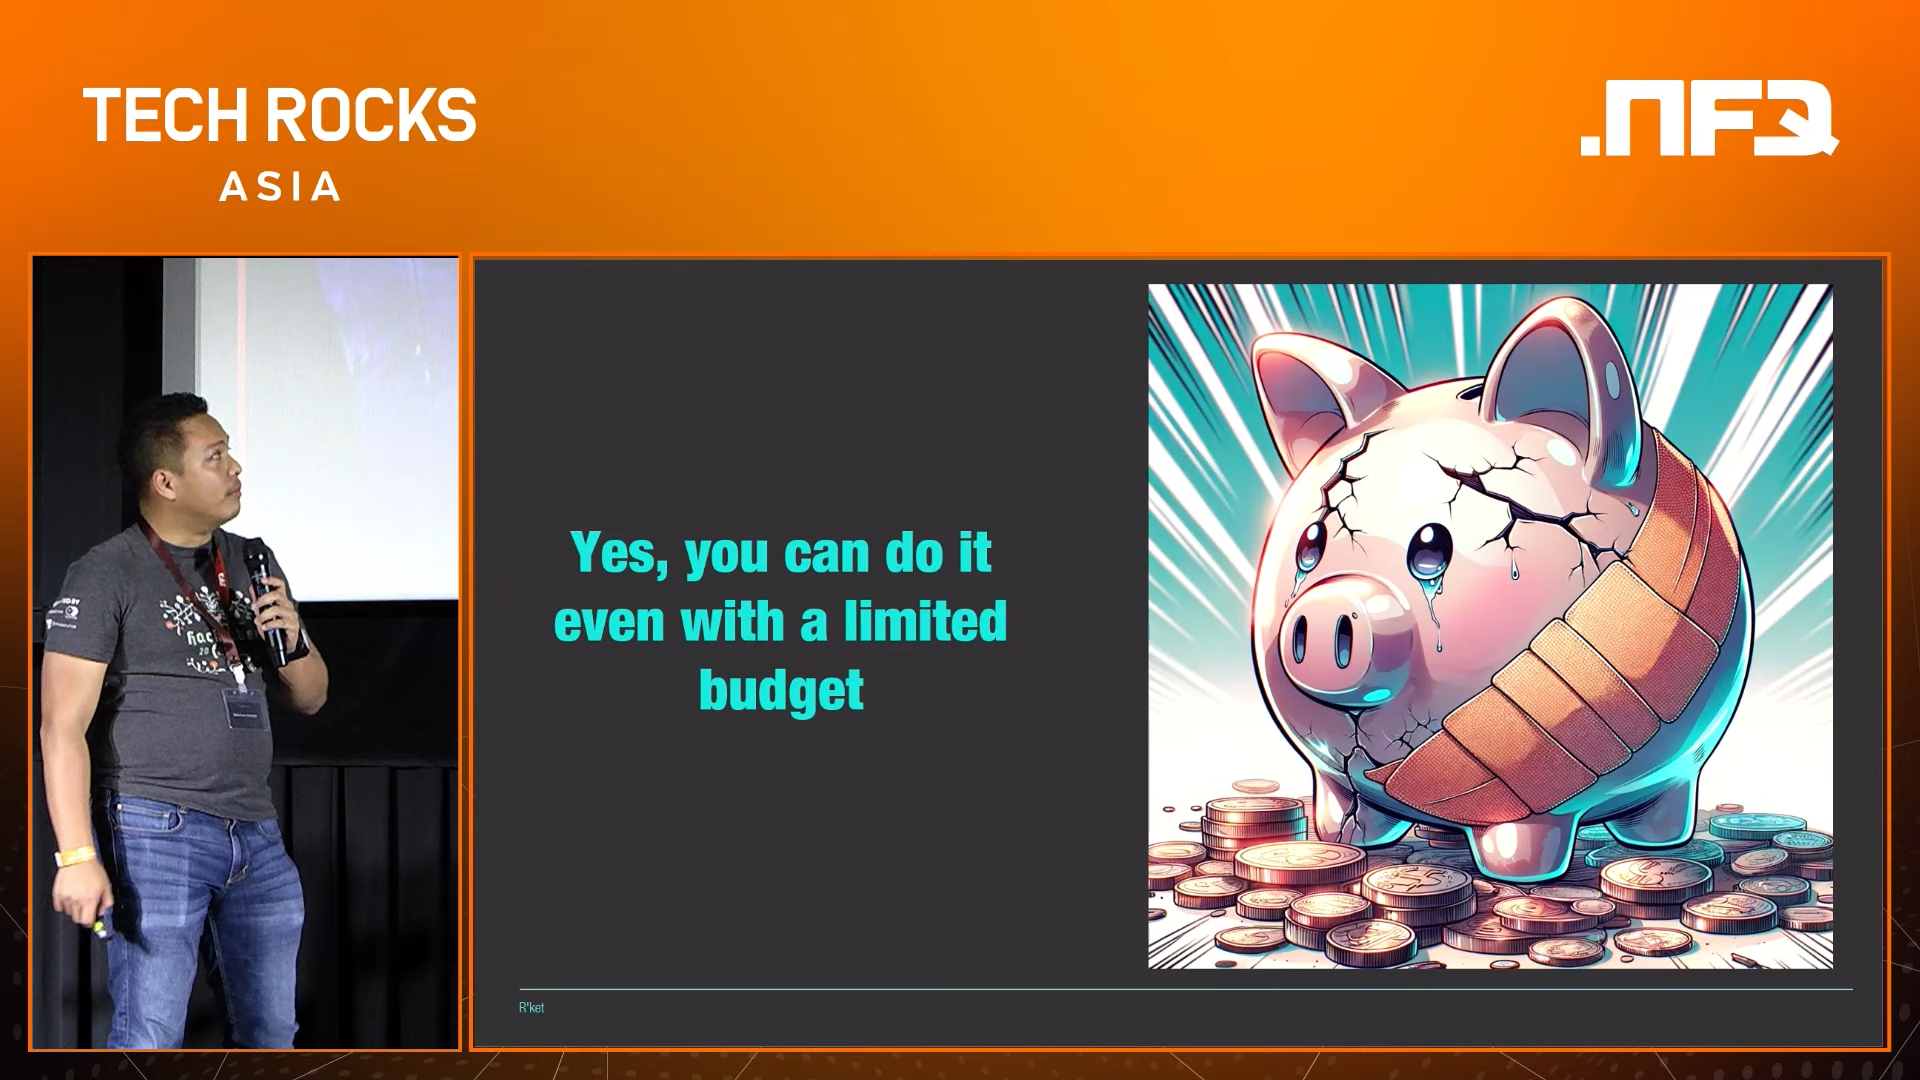 TECH ROCKS
ASIA
.NFQ
Yes, you can do it
even with a limited
budget
R'ket